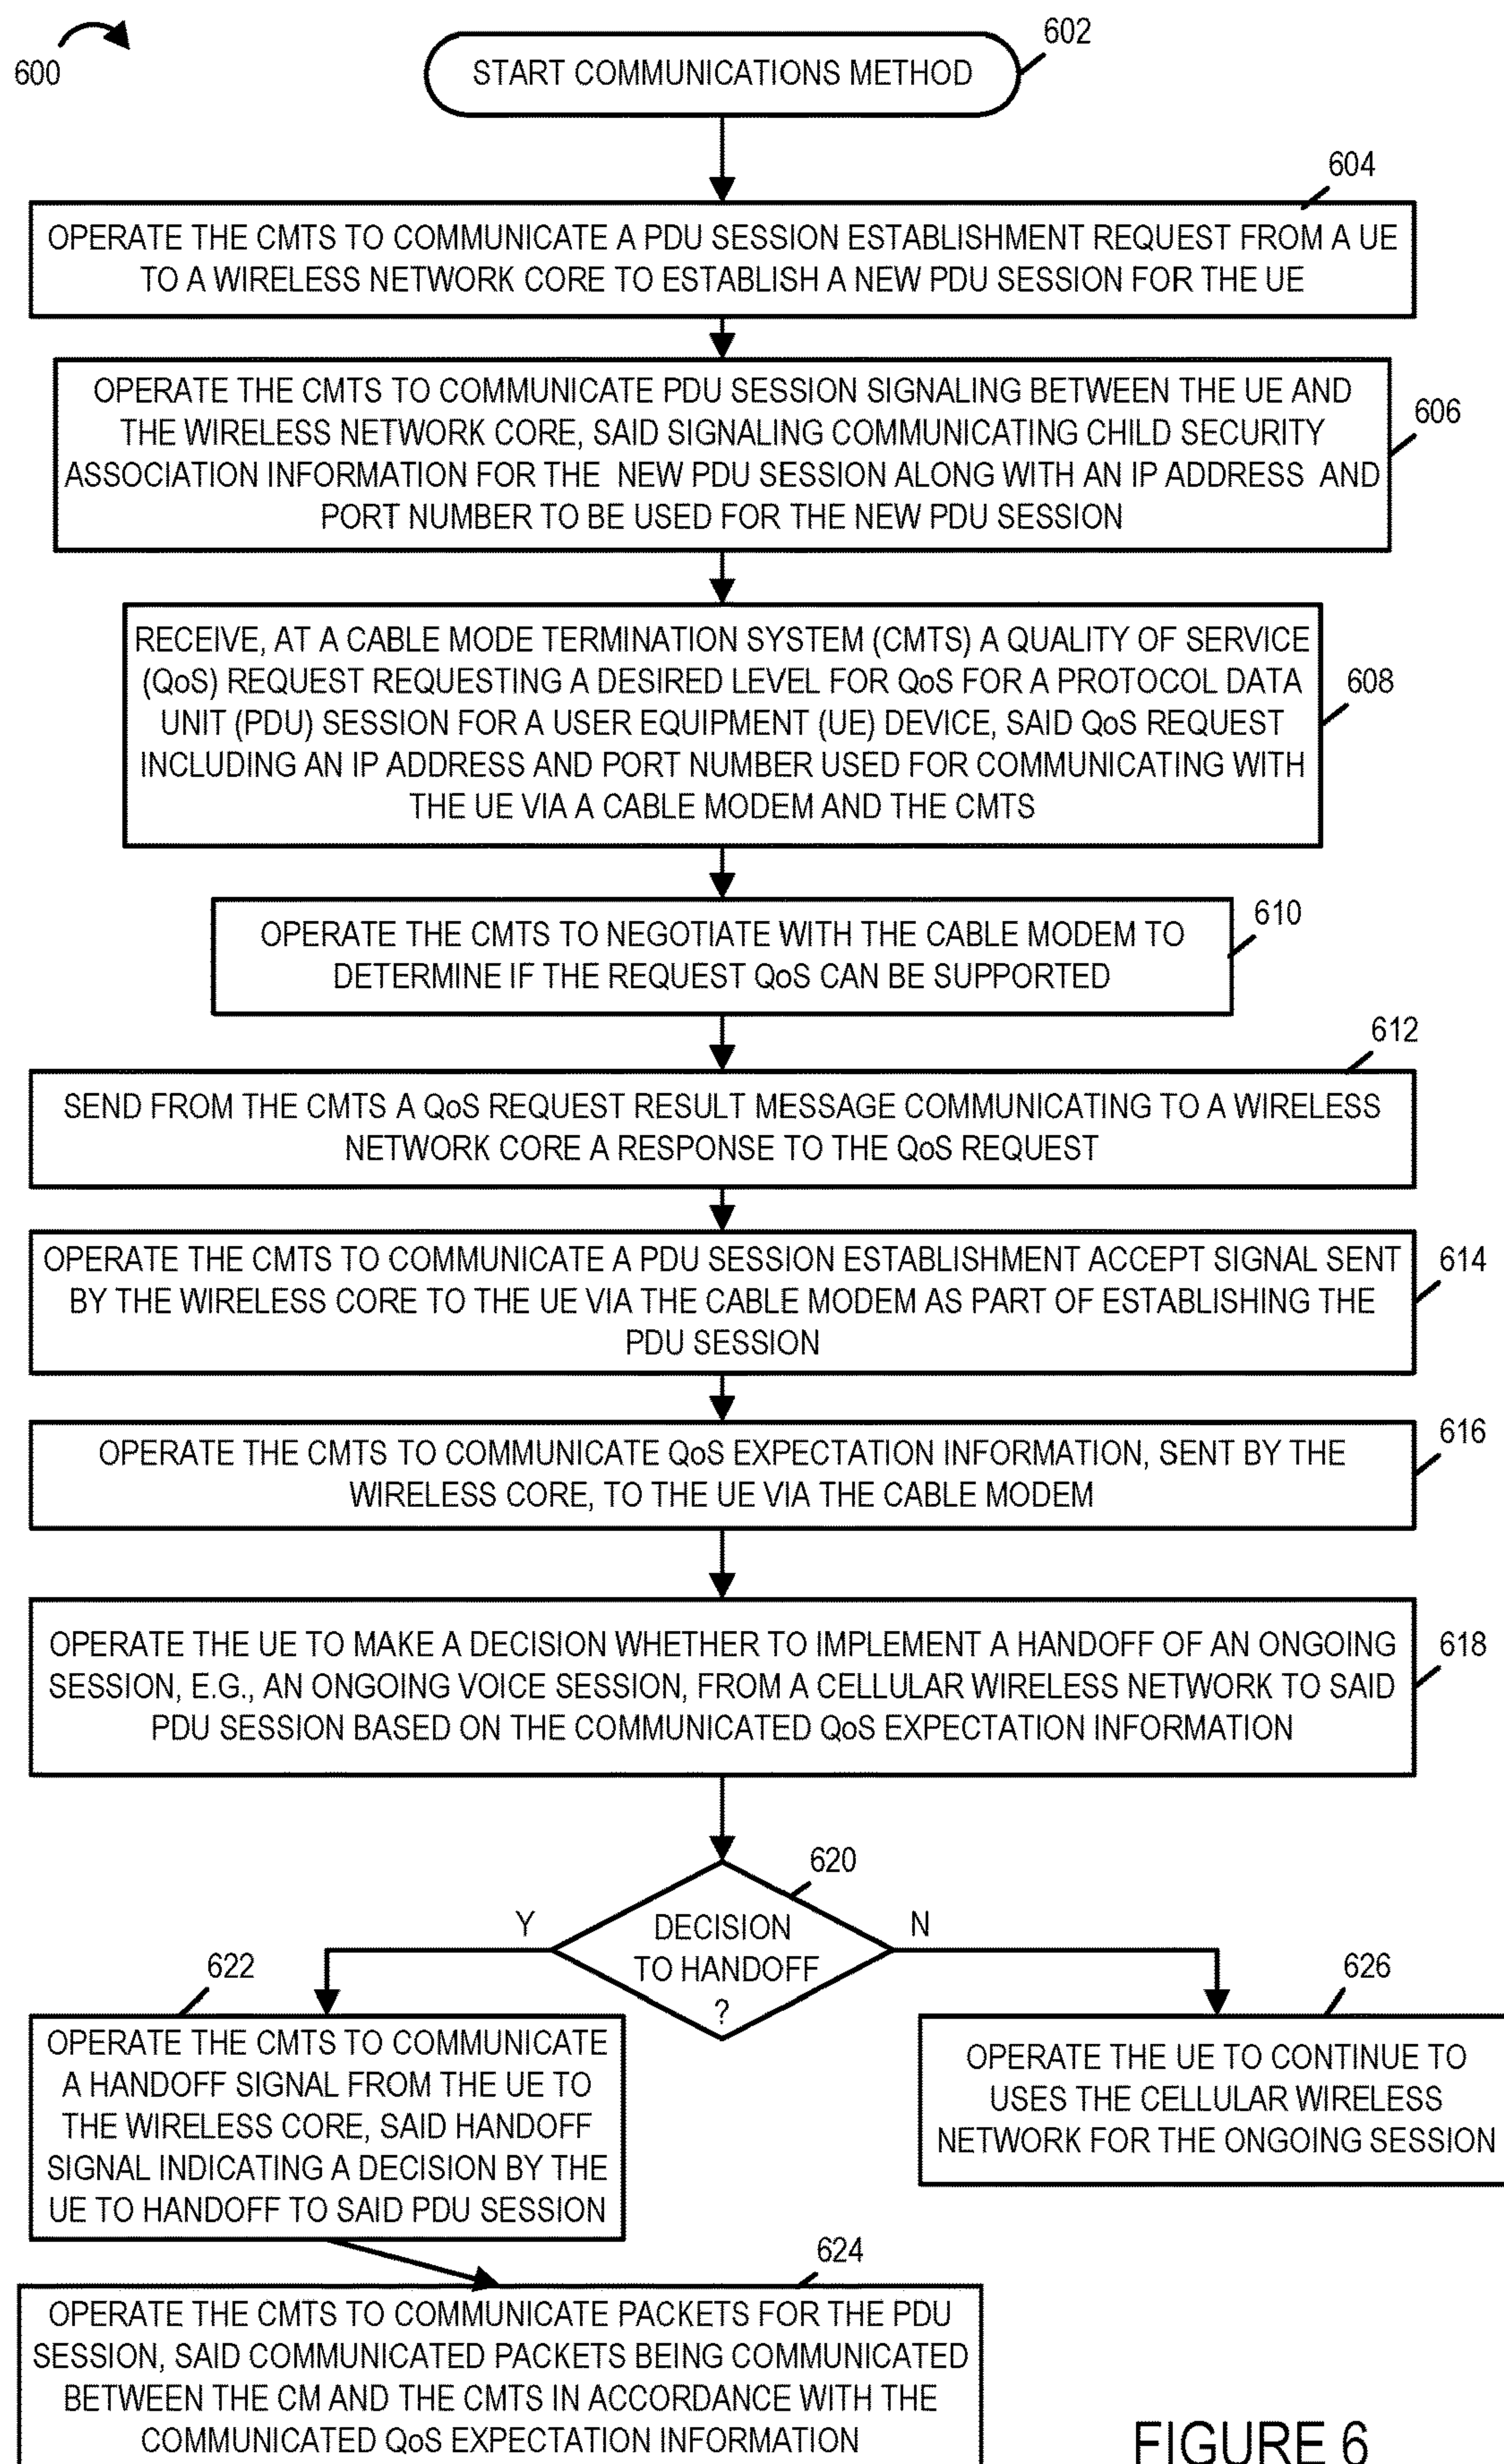 600
602
START COMMUNICATIONS METHOD
604
OPERATE THE CMTS TO COMMUNICATE A PDU SESSION ESTABLISHMENT REQUEST FROM A UE
TO A WIRELESS NETWORK CORE TO ESTABLISH A NEW PDU SESSION FOR THE UE
606
OPERATE THE CMTS TO COMMUNICATE PDU SESSION SIGNALING BETWEEN THE UE AND
THE WIRELESS NETWORK CORE, SAID SIGNALING COMMUNICATING CHILD SECURITY
ASSOCIATION INFORMATION FOR THE NEW PDU SESSION ALONG WITH AN IP ADDRESS AND
PORT NUMBER TO BE USED FOR THE NEW PDU SESSION
608
RECEIVE, AT A CABLE MODE TERMINATION SYSTEM (CMTS) A QUALITY OF SERVICE
(QoS) REQUEST REQUESTING A DESIRED LEVEL FOR QoS FOR A PROTOCOL DATA
UNIT (PDU) SESSION FOR A USER EQUIPMENT (UE) DEVICE, SAID QoS REQUEST
INCLUDING AN IP ADDRESS AND PORT NUMBER USED FOR COMMUNICATING WITH
THE UE VIA A CABLE MODEM AND THE CMTS
610
OPERATE THE CMTS TO NEGOTIATE WITH THE CABLE MODEM TO
DETERMINE IF THE REQUEST QoS CAN BE SUPPORTED
612
SEND FROM THE CMTS A QoS REQUEST RESULT MESSAGE COMMUNICATING TO A WIRELESS
NETWORK CORE A RESPONSE TO THE QoS REQUEST
614
OPERATE THE CMTS TO COMMUNICATE A PDU SESSION ESTABLISHMENT ACCEPT SIGNAL SENT
BY THE WIRELESS CORE TO THE UE VIA THE CABLE MODEM AS PART OF ESTABLISHING THE
PDU SESSION
616
OPERATE THE CMTS TO COMMUNICATE QoS EXPECTATION INFORMATION, SENT BY THE
WIRELESS CORE, TO THE UE VIA THE CABLE MODEM
618
OPERATE THE UE TO MAKE A DECISION WHETHER TO IMPLEMENT A HANDOFF OF AN ONGOING
SESSION, E.G., AN ONGOING VOICE SESSION, FROM A CELLULAR WIRELESS NETWORK TO SAID
PDU SESSION BASED ON THE COMMUNICATED QoS EXPECTATION INFORMATION
620
DECISION
TO HANDOFF
?
Y
N
622
OPERATE THE CMTS TO COMMUNICATE
A HANDOFF SIGNAL FROM THE UE TO
THE WIRELESS CORE, SAID HANDOFF
SIGNAL INDICATING A DECISION BY THE
UE TO HANDOFF TO SAID PDU SESSION
626
OPERATE THE UE TO CONTINUE TO
USES THE CELLULAR WIRELESS
NETWORK FOR THE ONGOING SESSION
624
OPERATE THE CMTS TO COMMUNICATE PACKETS FOR THE PDU
SESSION, SAID COMMUNICATED PACKETS BEING COMMUNICATED
BETWEEN THE CM AND THE CMTS IN ACCORDANCE WITH THE
COMMUNICATED QoS EXPECTATION INFORMATION
FIGURE 6